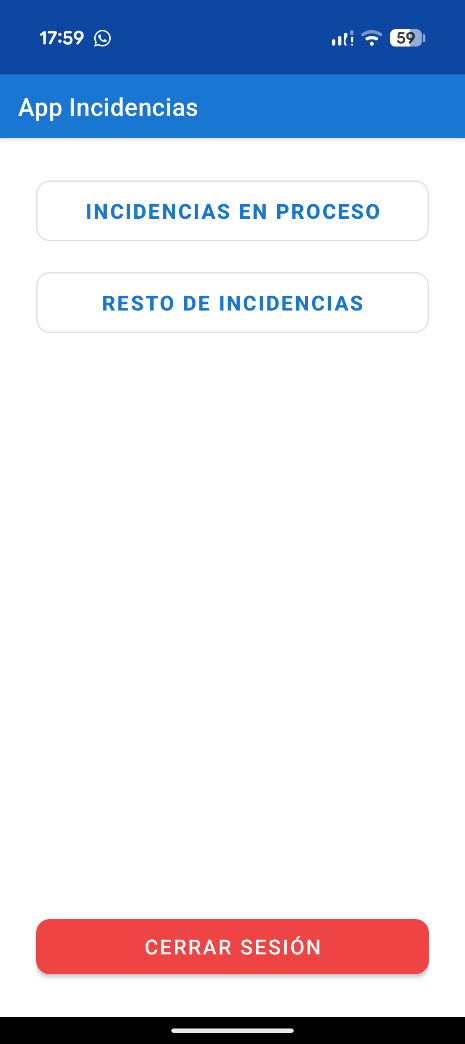 17:59
59
App Incidencias
INCIDENCIAS EN PROCESO
RESTO DE INCIDENCIAS
CERRAR SESIÓN